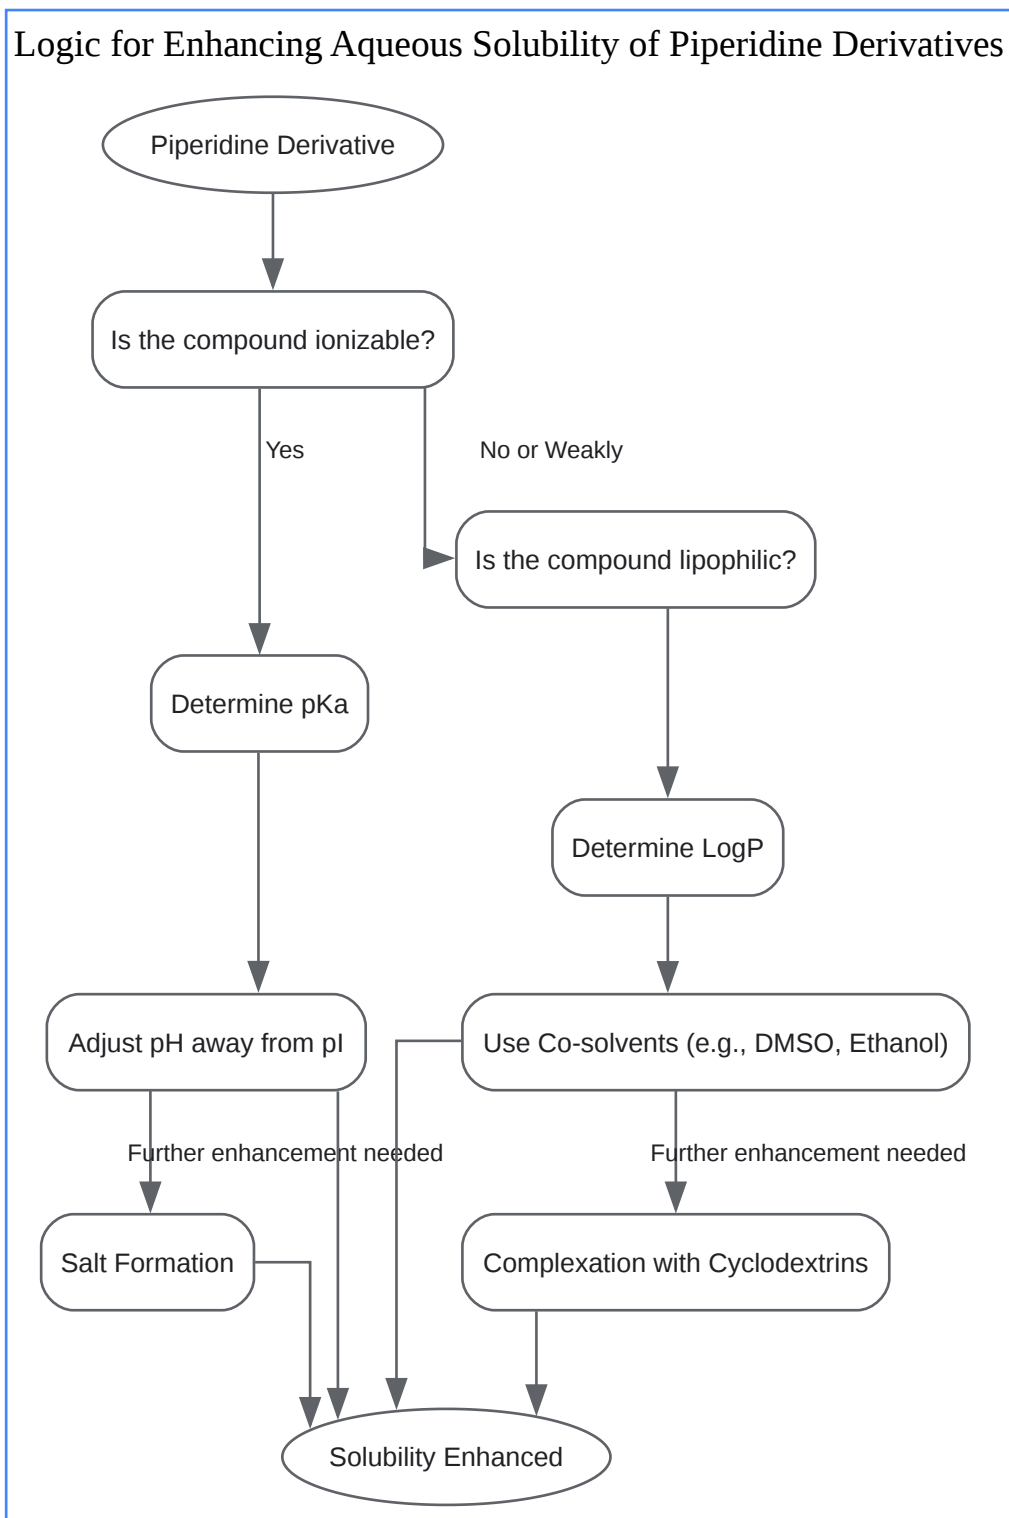 Logic for Enhancing Aqueous Solubility of Piperidine Derivatives
Piperidine Derivative
Is the compound ionizable?
Yes
No or Weakly
Is the compound lipophilic?
Determine pKa
Determine LogP
Adjust pH away from pI
Use Co-solvents (e.g., DMSO, Ethanol)
Further enhancement needed
Further enhancement needed
Salt Formation
Complexation with Cyclodextrins
Solubility Enhanced